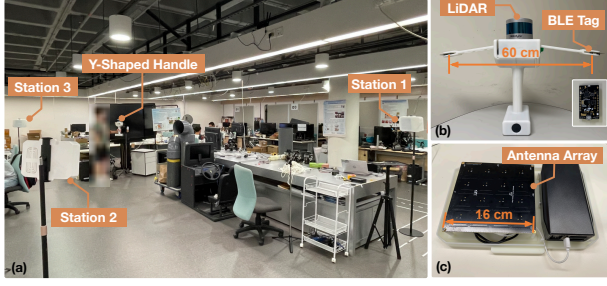 Y-Shaped Handle
Station 1
Station 3
Station 2
(a)
LiDAR
BLE Tag
60 cm
(b)
Antenna Array
16 cm
(c)